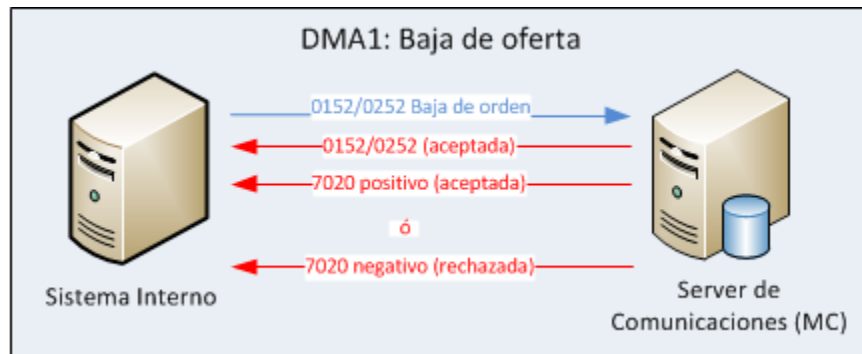 DMA1: Baja de oferta
0152/0252 Baja de orden
0152/0252 (aceptada)
7020 positivo (aceptada)
ó
7020 negativo (rechazada)
Sistema Interno
Server de
Comunicaciones (MC)